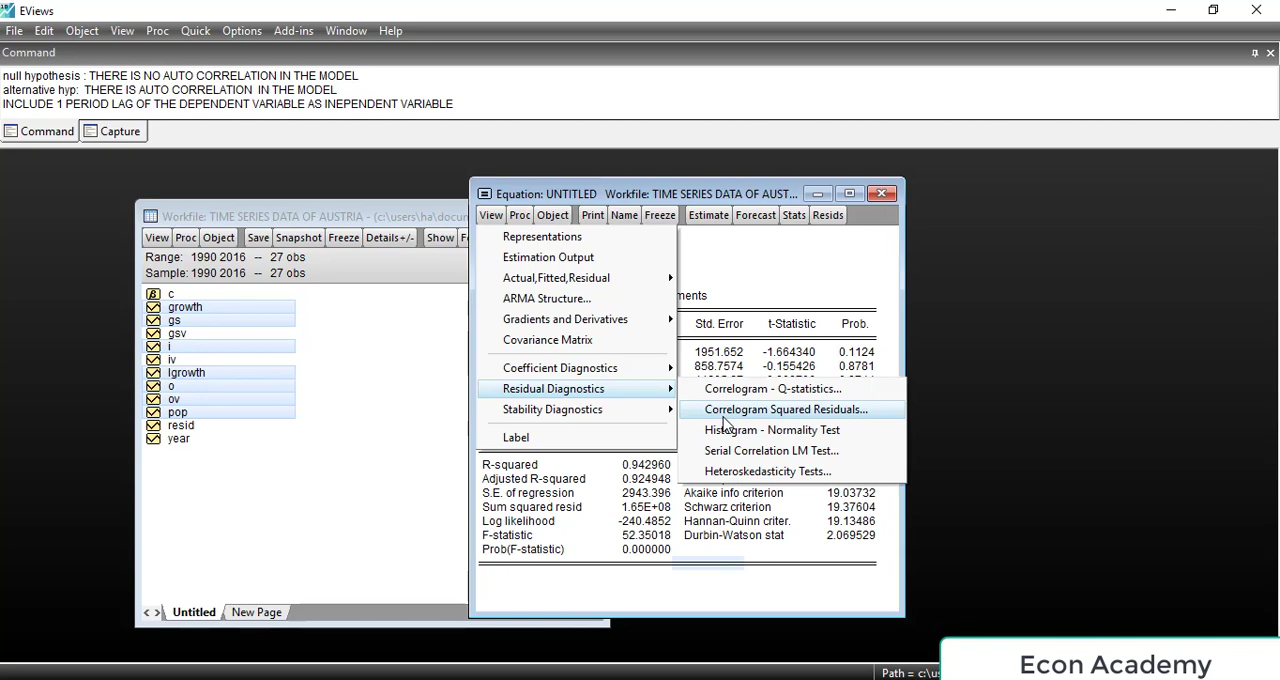 EViews
File Edit Object View Proc Quick Options Add-ins Window Help
Command
null hypothesis : THERE IS NO AUTO CORRELATION IN THE MODEL
alternative hyp: THERE IS AUTO CORRELATION IN THE MODEL
INCLUDE 1 PERIOD LAG OF THE DEPENDENT VARIABLE AS INEPENDENT VARIABLE
Command Capture
Workfile: TIME SERIES DATA OF AUSTRIA - (c:\users\ha\docum
View Proc Object Save Snapshot Freeze Details+/- Show F
Range: 1990 2016 -- 27 obs
Sample: 1990 2016 -- 27 obs
c
growth
gs
gsv
i
iv
lgrowth
o
ov
pop
resid
year
Untitled New Page
Equation: UNTITLED Workfile: TIME SERIES DATA OF AUST...
View Proc Object Print Name Freeze Estimate Forecast Stats Resids
Representations
Estimation Output
Actual,Fitted,Residual
ARMA Structure...
Gradients and Derivatives
Covariance Matrix
Coefficient Diagnostics
Residual Diagnostics
Stability Diagnostics
Label
ments
Std. Error t-Statistic Prob.
1951.652 -1.664340 0.1124
858.7574 -0.155426 0.8781
Correlogram - Q-statistics...
Correlogram Squared Residuals...
Histogram - Normality Test
Serial Correlation LM Test...
Heteroskedasticity Tests...
R-squared 0.942960
Adjusted R-squared 0.924948
S.E. of regression 2943.396 Akaike info criterion 19.03732
Sum squared resid 1.65E+08 Schwarz criterion 19.37604
Log likelihood -240.4852 Hannan-Quinn criter. 19.13486
F-statistic 52.35018 Durbin-Watson stat 2.069529
Prob(F-statistic) 0.000000
Path = c:\u
Econ Academy